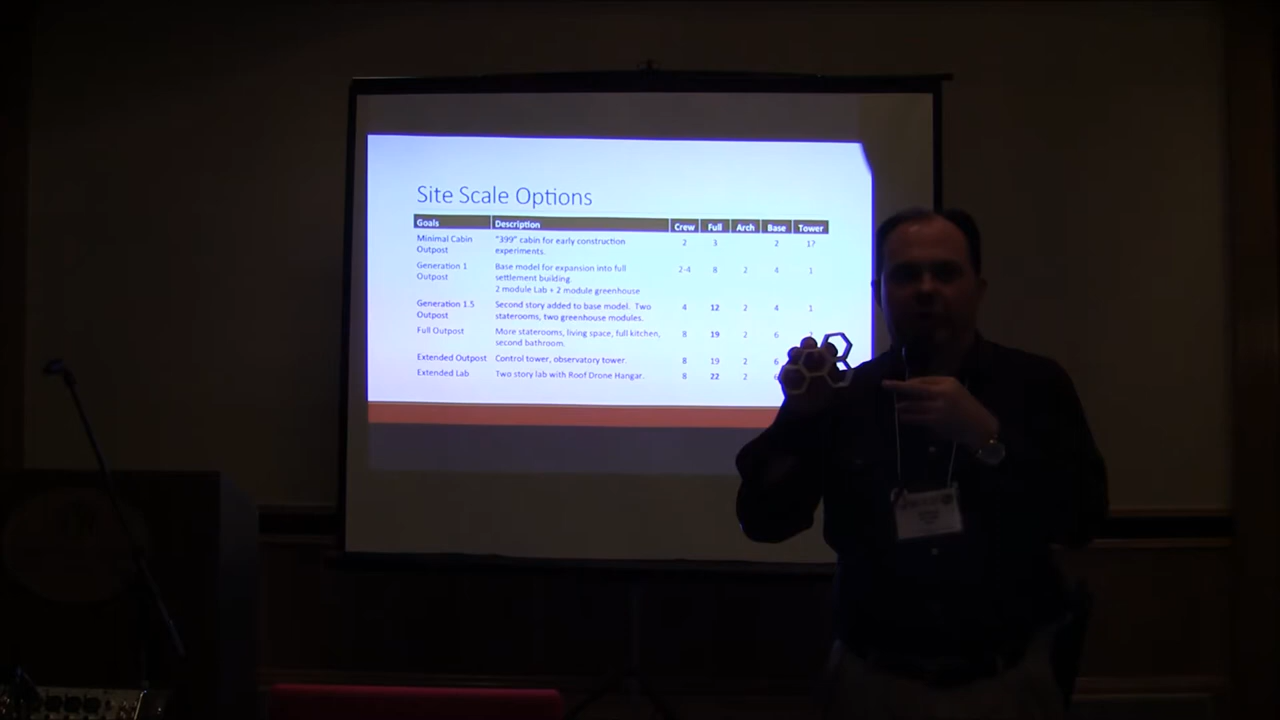 Site Scale Options
Goals Description Crew Full Arch Base Tower
Minimal Cabin "399" cabin for early construction 2 3 2 1?
Outpost experiments.
Generation 1 Base model for expansion into full 2-4 8 2 4 1
Outpost settlement building
2 module Lab + 2 module greenhouse
Generation 1.5 Second story added to base model. Two 4 12 2 4 1
Outpost staterooms, two greenhouse modules.
Full Outpost More staterooms, living space, full kitchen, 8 19 2 6
second bathroom.
Extended Outpost Control tower, observatory tower. 8 19 2 6
Extended Lab Two story lab with Roof Drone Hangar. 8 22 2